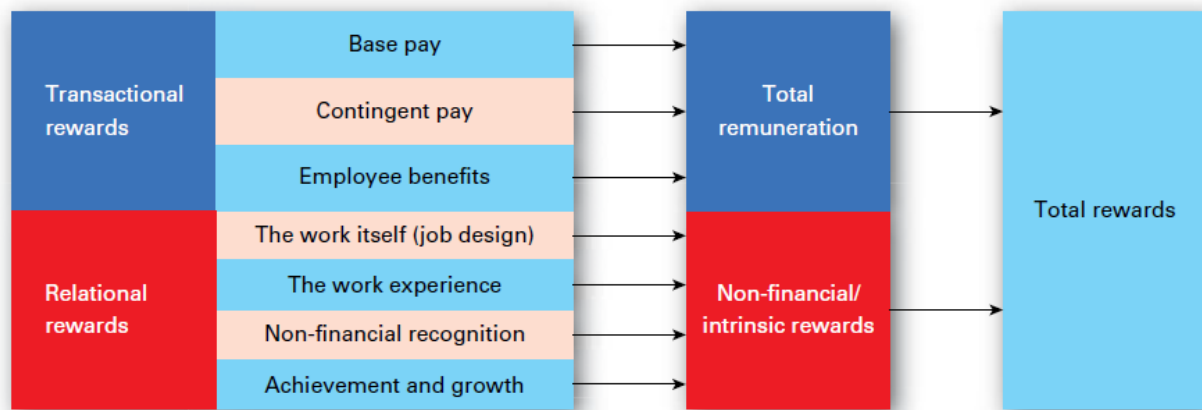 Transactional
rewards
Base pay
Contingent pay
Employee benefits
Relational
rewards
The work itself (job design)
The work experience
Non-financial recognition
Achievement and growth
Total
remuneration
Non-financial/
intrinsic rewards
Total rewards